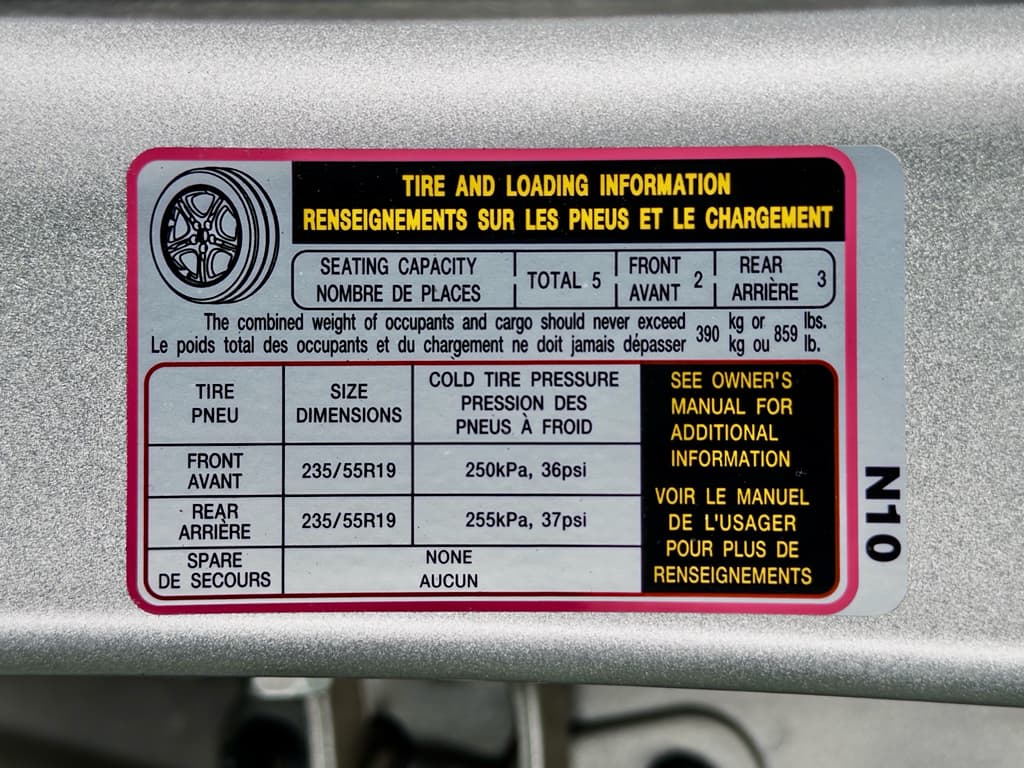 TIRE AND LOADING INFORMATION
RENSEIGNEMENTS SUR LES PNEUS ET LE CHARGEMENT
SEATING CAPACITY
NOMBRE DE PLACES
TOTAL 5
FRONT
AVANT
2
REAR
ARRIÈRE
3
The combined weight of occupants and cargo should never exceed
Le poids total des occupants et du chargement ne doit jamais dépasser
390
kg or
kg ou
859
lbs.
lb.
TIRE
PNEU
SIZE
DIMENSIONS
COLD TIRE PRESSURE
PRESSION DES
PNEUS À FROID
FRONT
AVANT
235/55R19
250kPa, 36psi
REAR
ARRIÈRE
235/55R19
255kPa, 37psi
SPARE
DE SECOURS
NONE
AUCUN
SEE OWNER'S
MANUAL FOR
ADDITIONAL
INFORMATION
VOIR LE MANUEL
DE L'USAGER
POUR PLUS DE
RENSEIGNEMENTS
N10